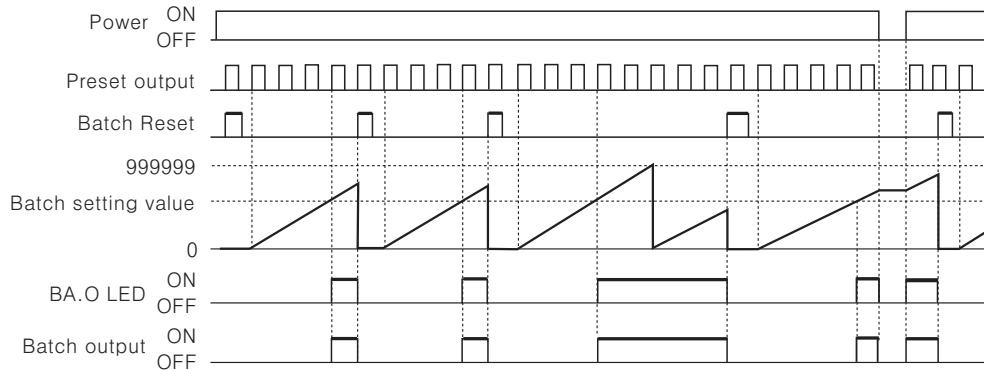 Power ON
OFF
Preset output
Batch Reset
999999
Batch setting value
0
BA.O LED ON
OFF
Batch output ON
OFF